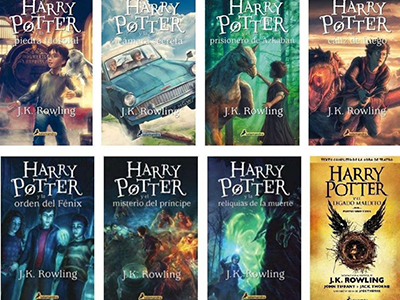 HARRY
POTTER
piedra filosofal
J.K. Rowling
HARRY
POTTER
cámara secreta
J.K. Rowling
HARRY
POTTER
prisionero de Azkaban
J.K. Rowling
HARRY
POTTER
cáliz de fuego
J.K. Rowling
HARRY
POTTER
orden del Fénix
J.K. Rowling
HARRY
POTTER
misterio del príncipe
J.K. Rowling
HARRY
POTTER
reliquias de la muerte
J.K. Rowling
HARRY
POTTER
Y EL
LEGADO MALDITO
J.K. ROWLING
JOHN TIFFANY • JACK THORNE